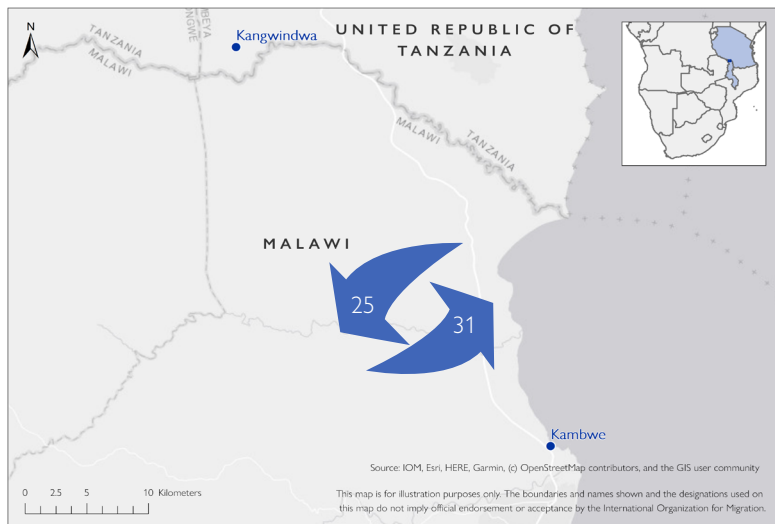 N
TANZANIA
MALAWI
MBEYA
ONGWE
Kangwindwa
UNITED REPUBLIC OF
TANZANIA
MALAWI
TANZANIA
MALAWI
25
31
Kambwe
Source: IOM, Esri, HERE, Garmin, (c) OpenStreetMap contributors, and the GIS user community
0 2.5 5 10 Kilometers
This map is for illustration purposes only. The boundaries and names shown and the designations used on
this map do not imply official endorsement or acceptance by the International Organization for Migration.